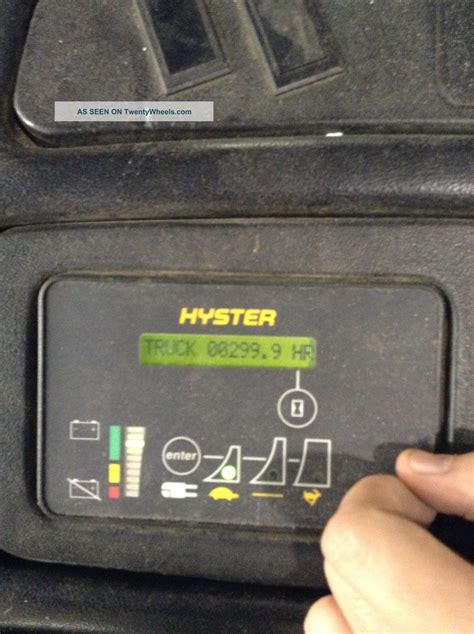 AS SEEN ON TwentyWheels.com
HYSTER
TRUCK 00299.9 HR
enter